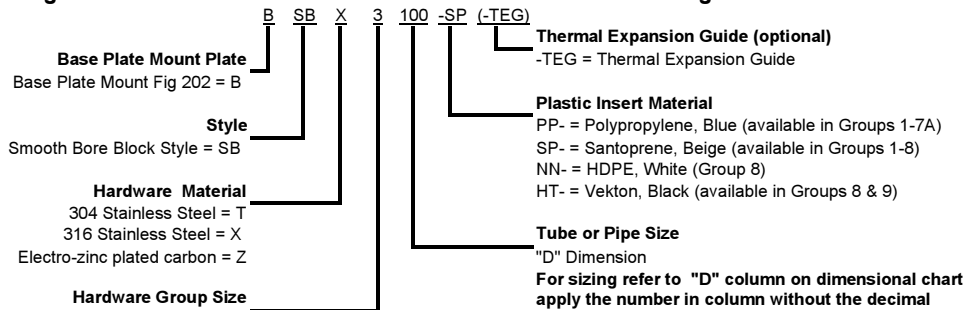 B SB X 3 100 -SP (-TEG)
Base Plate Mount Plate
Base Plate Mount Fig 202 = B
Style
Smooth Bore Block Style = SB
Hardware Material
304 Stainless Steel = T
316 Stainless Steel = X
Electro-zinc plated carbon = Z
Hardware Group Size
Thermal Expansion Guide (optional)
-TEG = Thermal Expansion Guide
Plastic Insert Material
PP- = Polypropylene, Blue (available in Groups 1-7A)
SP- = Santoprene, Beige (available in Groups 1-8)
NN- = HDPE, White (Group 8)
HT- = Vekton, Black (available in Groups 8 & 9)
Tube or Pipe Size
"D" Dimension
For sizing refer to "D" column on dimensional chart
apply the number in column without the decimal